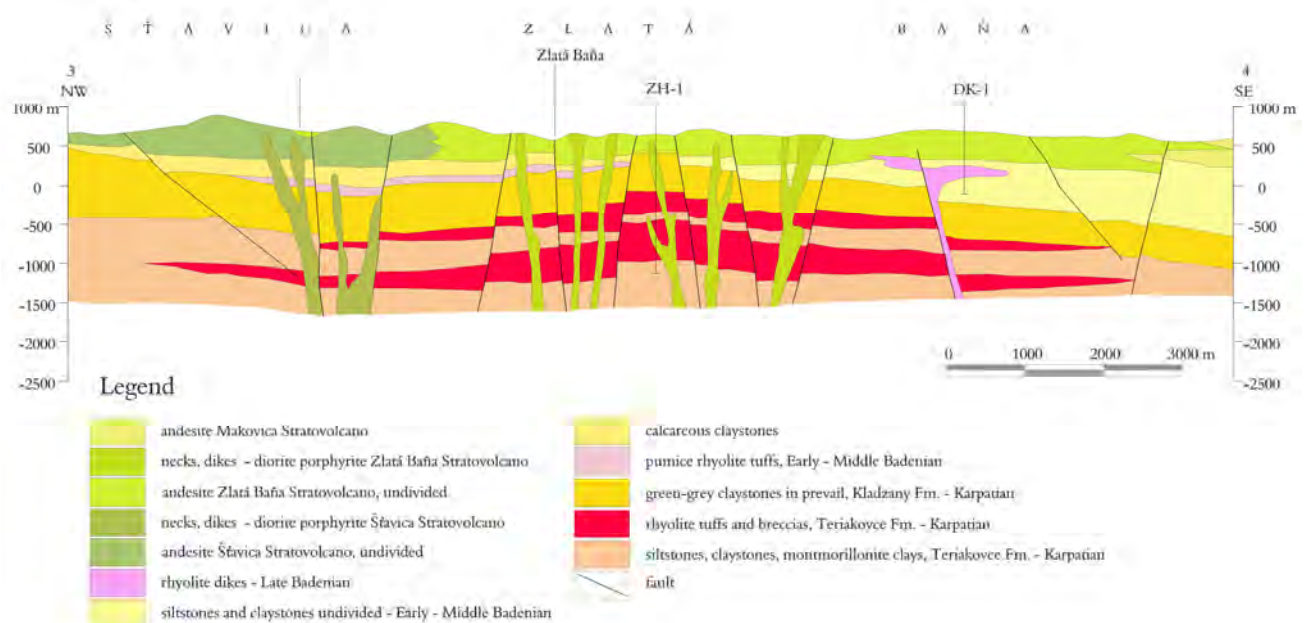 Š Ť A V I C A Z L A T Á B A Ň A
Zlatá Baňa
3
NW
ZH-1
DK-1
4
SE
1000 m
500
0
-500
-1000
-1500
-2000
-2500
1000 m
500
0
-500
-1000
-1500
-2000
-2500
0 1000 2000 3000 m
Legend
andesite Makovica Stratovolcano
necks, dikes - diorite porphyrite Zlatá Baňa Stratovolcano
andesite Zlatá Baňa Stratovolcano, undivided
necks, dikes - diorite porphyrite Šťavica Stratovolcano
andesite Šťavica Stratovolcano, undivided
rhyolite dikes - Late Badenian
siltstones and claystones undivided - Early - Middle Badenian
calcareous claystones
pumice rhyolite tuffs, Early - Middle Badenian
green-grey claystones in prevail, Kladzany Fm. - Karpatian
rhyolite tuffs and breccias, Teriakovce Fm. - Karpatian
siltstones, claystones, montmorillonite clays, Teriakovce Fm. - Karpatian
fault